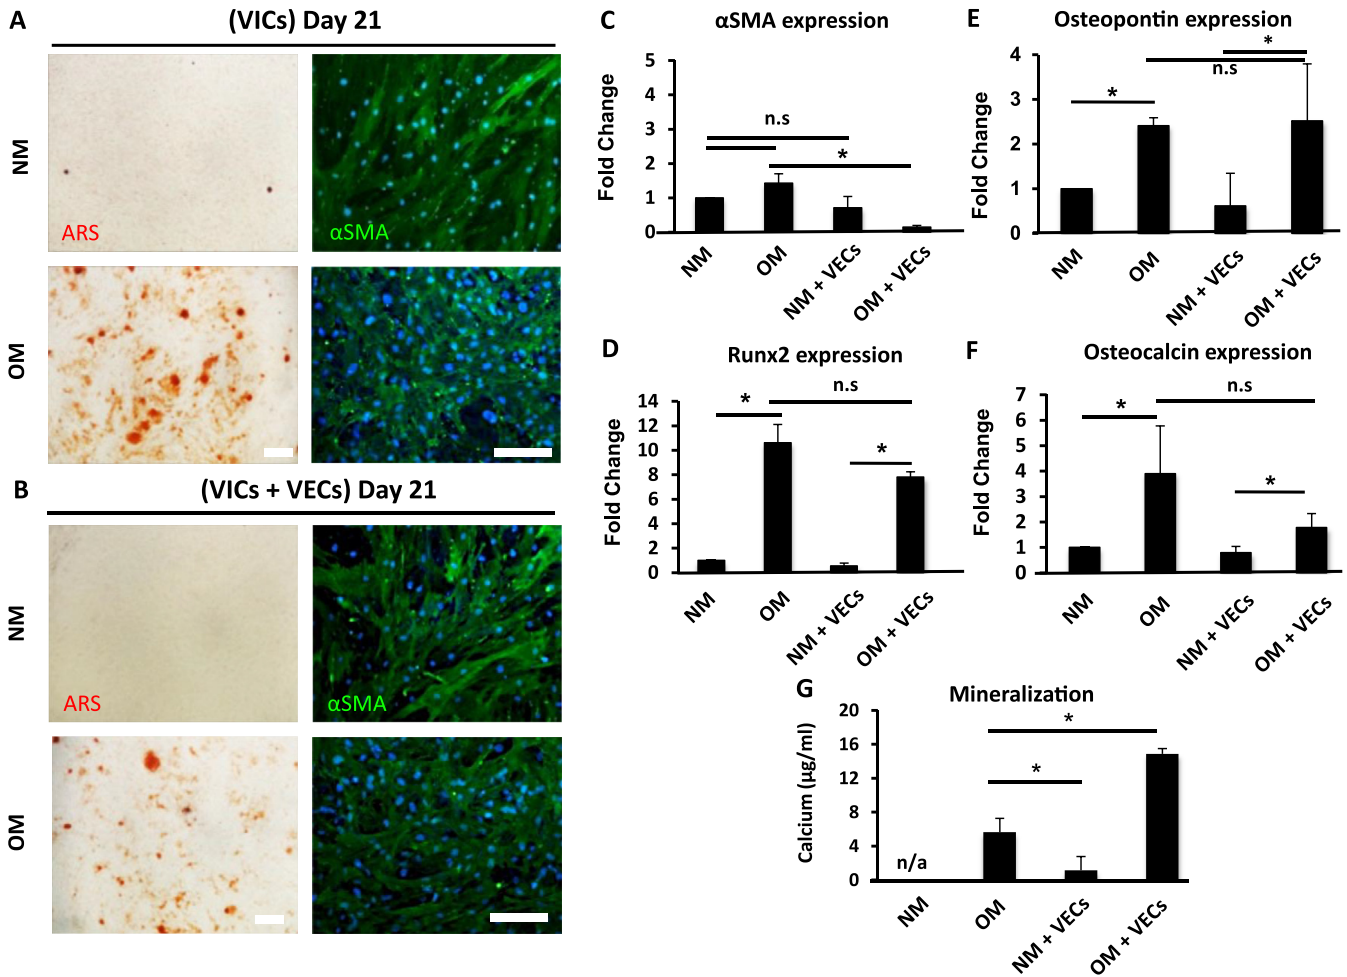 A
(VICs) Day 21
NM
ARS
αSMA
OM
B
(VICs + VECs) Day 21
NM
ARS
αSMA
OM
C
αSMA expression
Fold Change
5
4
3
2
1
0
n.s
*
NM
OM
NM + VECs
OM + VECs
D
Runx2 expression
Fold Change
14
12
10
8
6
4
2
0
*
n.s
*
NM
OM
NM + VECs
OM + VECs
E
Osteopontin expression
Fold Change
4
3
2
1
0
*
n.s
*
NM
OM
NM + VECs
OM + VECs
F
Osteocalcin expression
Fold Change
7
6
5
4
3
2
1
0
*
n.s
*
NM
OM
NM + VECs
OM + VECs
G
Mineralization
Calcium (µg/ml)
20
16
12
8
4
0
n/a
*
*
NM
OM
NM + VECs
OM + VECs